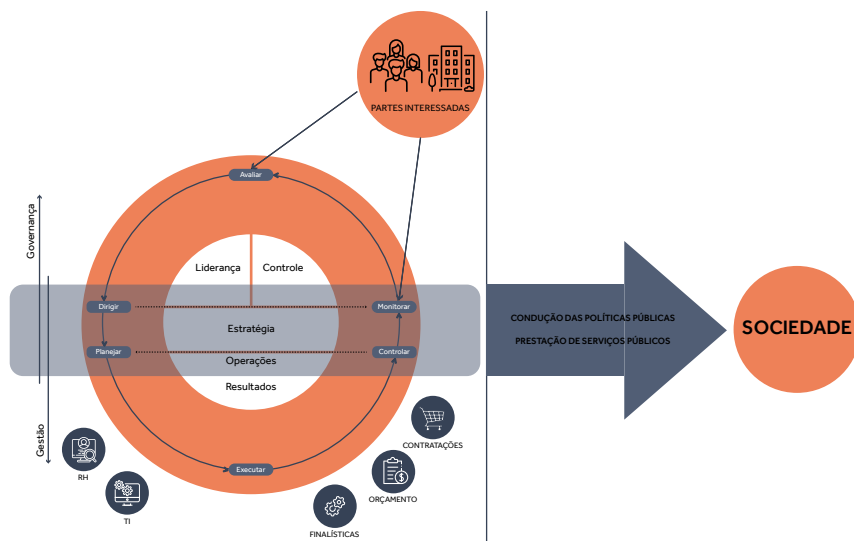 PARTES INTERESSADAS
Avaliar
Governança
Liderança
Controle
Dirigir
Monitorar
Estratégia
Planejar
Controlar
Operações
Resultados
Gestão
Executar
RH
TI
FINALÍSTICAS
ORÇAMENTO
CONTRATAÇÕES
CONDUÇÃO DAS POLÍTICAS PÚBLICAS
PRESTAÇÃO DE SERVIÇOS PÚBLICOS
SOCIEDADE